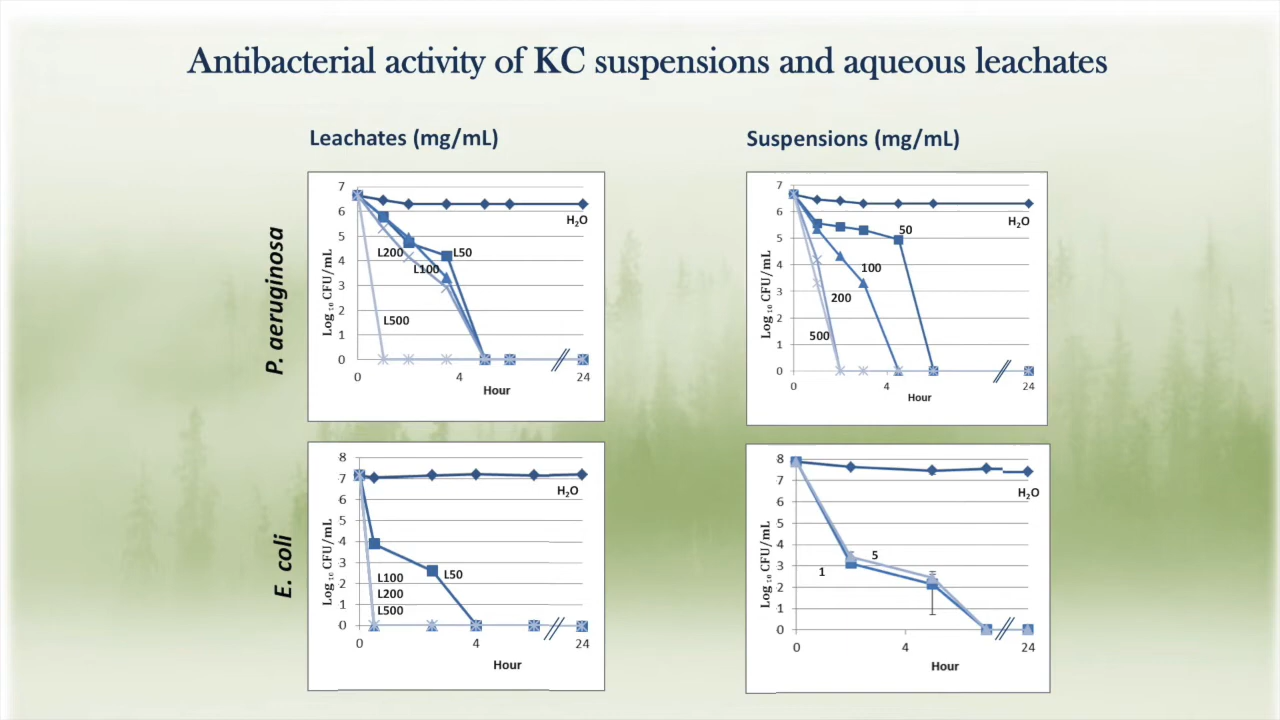 Antibacterial activity of KC suspensions and aqueous leachates
Leachates (mg/mL)
Suspensions (mg/mL)
P. aeruginosa
7
6
5
4
3
2
1
0
Log ₁₀ CFU/mL
H₂O
L200
L50
L100
L500
0
4
24
Hour
7
6
5
4
3
2
1
0
Log ₁₀ CFU/mL
H₂O
50
100
200
500
0
4
24
Hour
E. coli
8
7
6
5
4
3
2
1
0
Log ₁₀ CFU/mL
H₂O
L100
L50
L200
L500
0
4
24
Hour
8
7
6
5
4
3
2
1
0
Log ₁₀ CFU/mL
H₂O
5
1
0
4
24
Hour